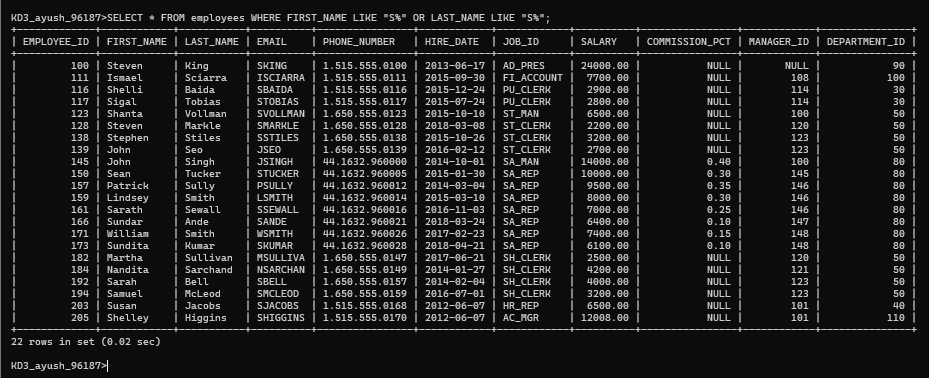 KD3_ayush_96187>SELECT * FROM employees WHERE FIRST_NAME LIKE "S%" OR LAST_NAME LIKE "S%";
| EMPLOYEE_ID | FIRST_NAME | LAST_NAME | EMAIL | PHONE_NUMBER | HIRE_DATE | JOB_ID | SALARY | COMMISSION_PCT | MANAGER_ID | DEPARTMENT_ID |
| 100 | Steven | King | SKING | 1.515.555.0100 | 2013-06-17 | AD_PRES | 24000.00 | NULL | NULL | 90 |
| 111 | Ismael | Sciarra | ISCIARRA | 1.515.555.0111 | 2015-09-30 | FI_ACCOUNT | 7700.00 | NULL | 108 | 100 |
| 116 | Shelli | Baida | SBAIDA | 1.515.555.0116 | 2015-12-24 | PU_CLERK | 2900.00 | NULL | 114 | 30 |
| 117 | Sigal | Tobias | STOBIAS | 1.515.555.0117 | 2015-07-24 | PU_CLERK | 2800.00 | NULL | 114 | 30 |
| 123 | Shanta | Vollman | SVOLLMAN | 1.650.555.0123 | 2015-10-10 | ST_MAN | 6500.00 | NULL | 100 | 50 |
| 128 | Steven | Markle | SMARKLE | 1.650.555.0128 | 2018-03-08 | ST_CLERK | 2200.00 | NULL | 120 | 50 |
| 138 | Stephen | Stiles | SSTILES | 1.650.555.0138 | 2015-10-26 | ST_CLERK | 3200.00 | NULL | 123 | 50 |
| 139 | John | Seo | JSEO | 1.650.555.0139 | 2016-02-12 | ST_CLERK | 2700.00 | NULL | 123 | 50 |
| 145 | John | Singh | JSINGH | 44.1632.960000 | 2014-10-01 | SA_MAN | 14000.00 | 0.40 | 100 | 80 |
| 150 | Sean | Tucker | STUCKER | 44.1632.960005 | 2015-01-30 | SA_REP | 10000.00 | 0.30 | 145 | 80 |
| 157 | Patrick | Sully | PSULLY | 44.1632.960012 | 2014-03-04 | SA_REP | 9500.00 | 0.35 | 146 | 80 |
| 159 | Lindsey | Smith | LSMITH | 44.1632.960014 | 2015-03-10 | SA_REP | 8000.00 | 0.30 | 146 | 80 |
| 161 | Sarath | Sewall | SSEWALL | 44.1632.960016 | 2016-11-03 | SA_REP | 7000.00 | 0.25 | 146 | 80 |
| 166 | Sundar | Ande | SANDE | 44.1632.960021 | 2018-03-24 | SA_REP | 6400.00 | 0.10 | 147 | 80 |
| 171 | William | Smith | WSMITH | 44.1632.960026 | 2017-02-23 | SA_REP | 7400.00 | 0.15 | 148 | 80 |
| 173 | Sundita | Kumar | SKUMAR | 44.1632.960028 | 2018-04-21 | SA_REP | 6100.00 | 0.10 | 148 | 80 |
| 182 | Martha | Sullivan | MSULLIVA | 1.650.555.0147 | 2017-06-21 | SH_CLERK | 2500.00 | NULL | 120 | 50 |
| 184 | Nandita | Sarchand | NSARCHAN | 1.650.555.0149 | 2014-01-27 | SH_CLERK | 4200.00 | NULL | 121 | 50 |
| 192 | Sarah | Bell | SBELL | 1.650.555.0157 | 2014-02-04 | SH_CLERK | 4000.00 | NULL | 123 | 50 |
| 194 | Samuel | McLeod | SMCLEOD | 1.650.555.0159 | 2016-07-01 | SH_CLERK | 3200.00 | NULL | 123 | 50 |
| 203 | Susan | Jacobs | SJACOBS | 1.515.555.0168 | 2012-06-07 | HR_REP | 6500.00 | NULL | 101 | 40 |
| 205 | Shelley | Higgins | SHIGGINS | 1.515.555.0170 | 2012-06-07 | AC_MGR | 12008.00 | NULL | 101 | 110 |
22 rows in set (0.02 sec)
KD3_ayush_96187>